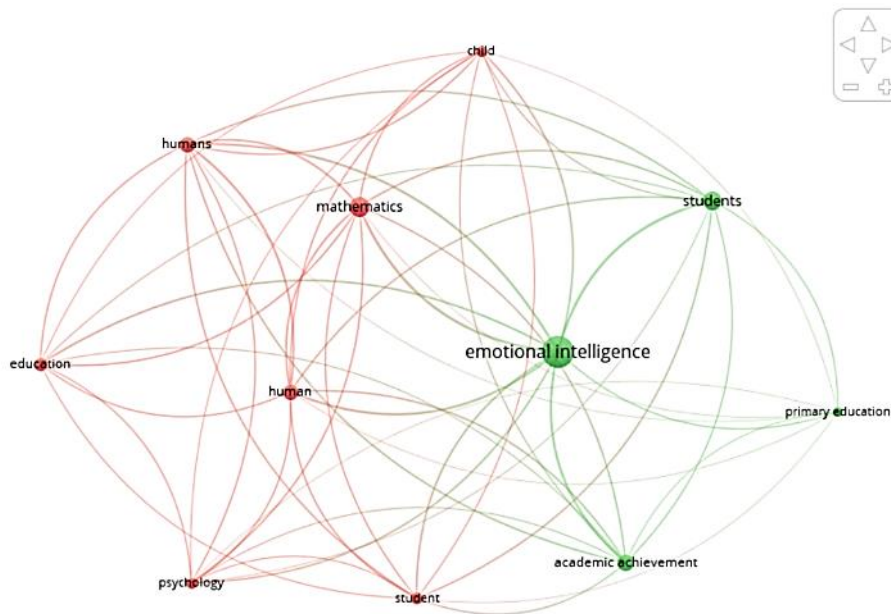 child
humans
students
mathematics
emotional intelligence
education
human
primary education
academic achievement
psychology
student